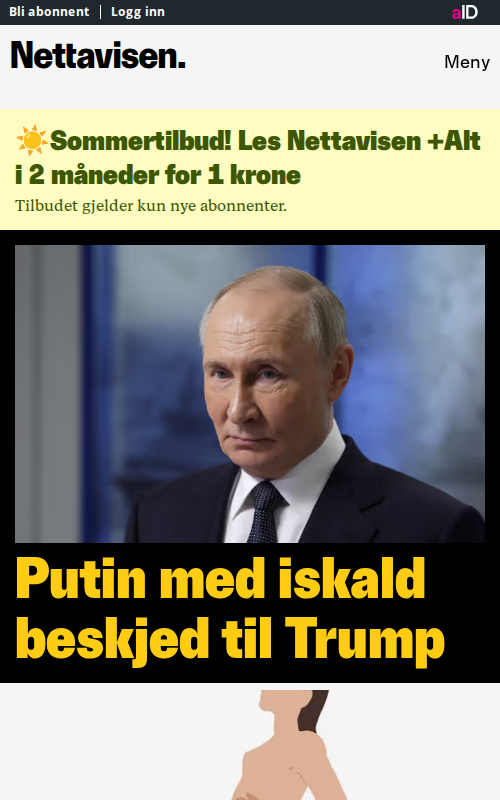 Bli abonnent | Logg inn
aID
Nettavisen.
Meny
☀️Sommertilbud! Les Nettavisen +Alt
i 2 måneder for 1 krone
Tilbudet gjelder kun nye abonnenter.
Putin med iskald
beskjed til Trump